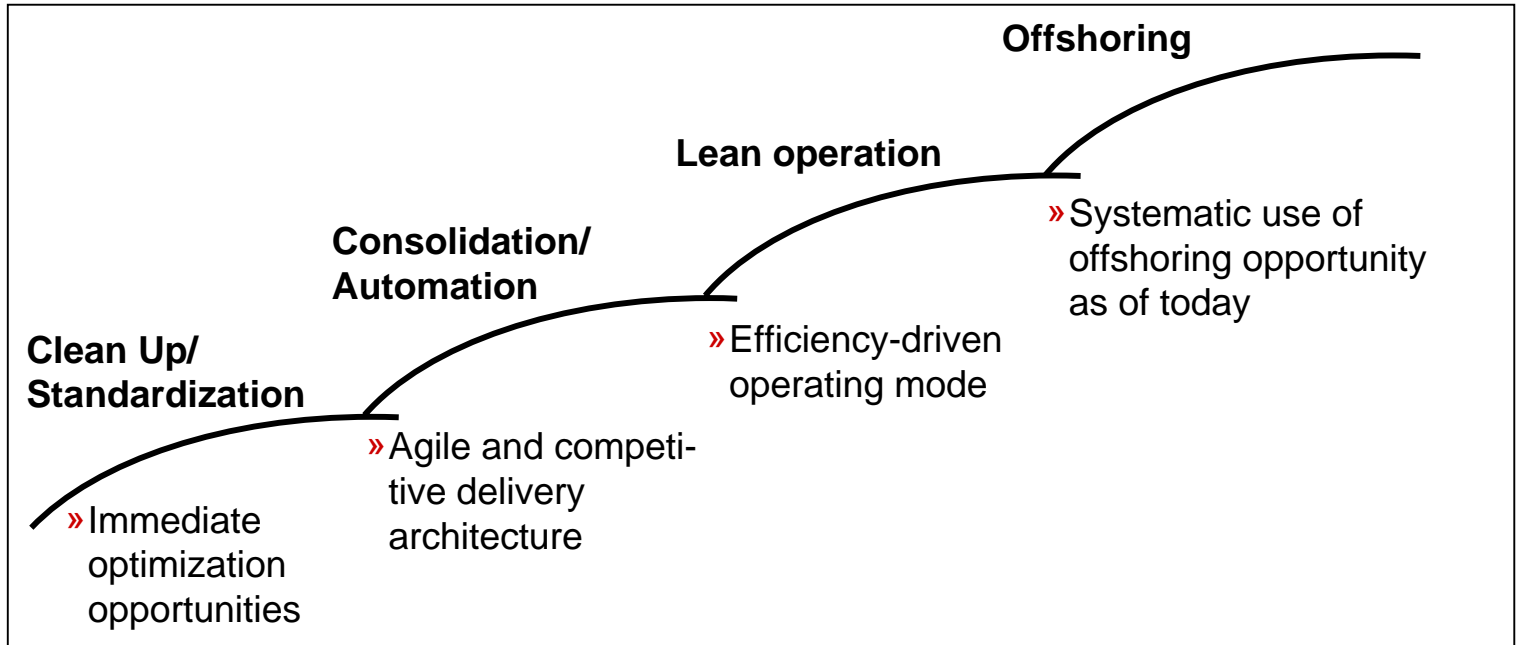 Offshoring
Lean operation
» Systematic use of
offshoring opportunity
as of today
Consolidation/
Automation
» Efficiency-driven
operating mode
Clean Up/
Standardization
» Agile and competi-
tive delivery
architecture
» Immediate
optimization
opportunities